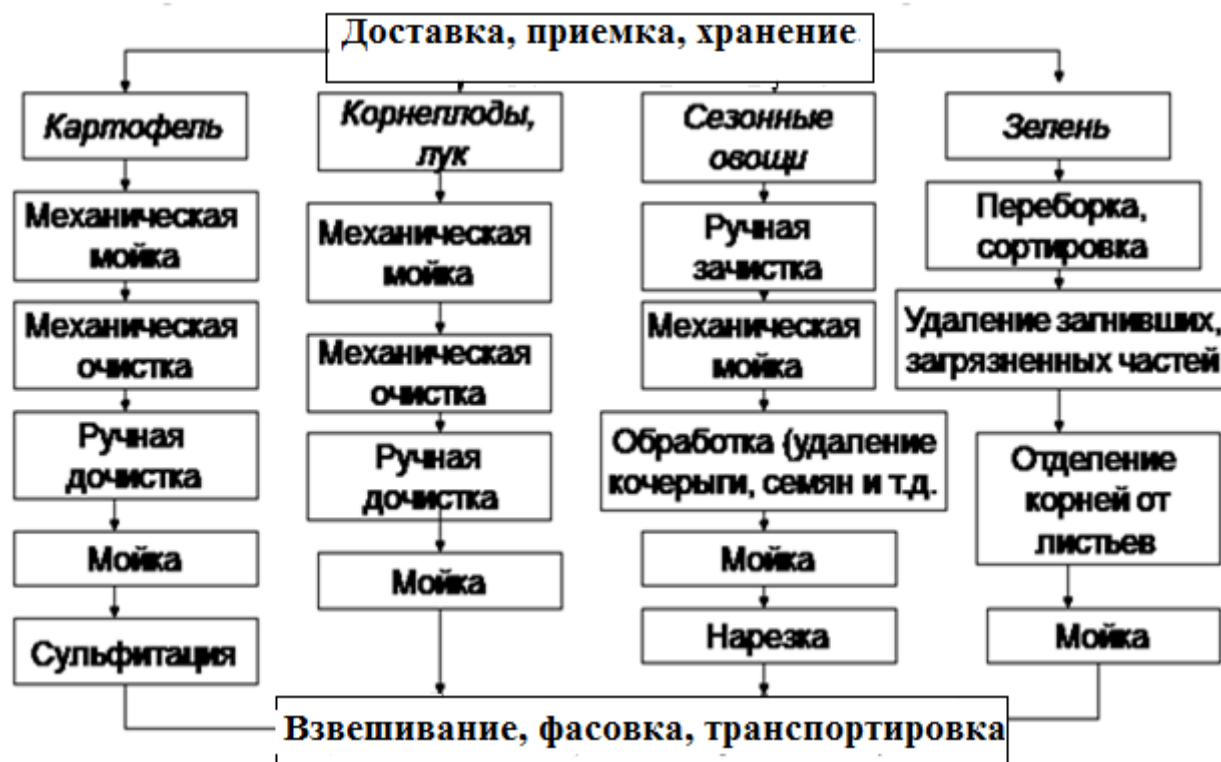 Доставка, приемка, хранение
Картофель
Механическая
мойка
Механическая
очистка
Ручная
дочистка
Мойка
Сульфитация
Корнеплоды,
лук
Механическая
мойка
Механическая
очистка
Ручная
дочистка
Мойка
Сезонные
овощи
Ручная
зачистка
Механическая
мойка
Обработка (удаление
кочерыги, семян и т.д.
Мойка
Нарезка
Зелень
Переборка,
сортировка
Удаление загнивших,
загрязненных частей
Отделение
корней от
листьев
Мойка
Взвешивание, фасовка, транспортировка